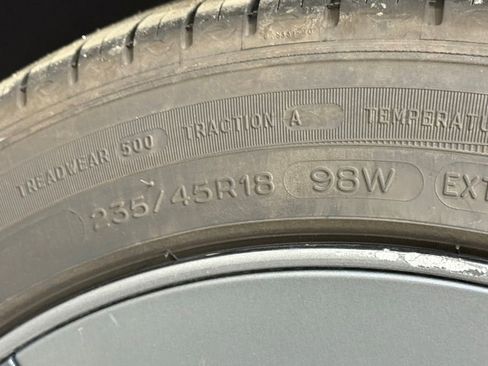 TREADWEAR 500 TRACTION A TEMPERATU
235/45R18 98W EXT